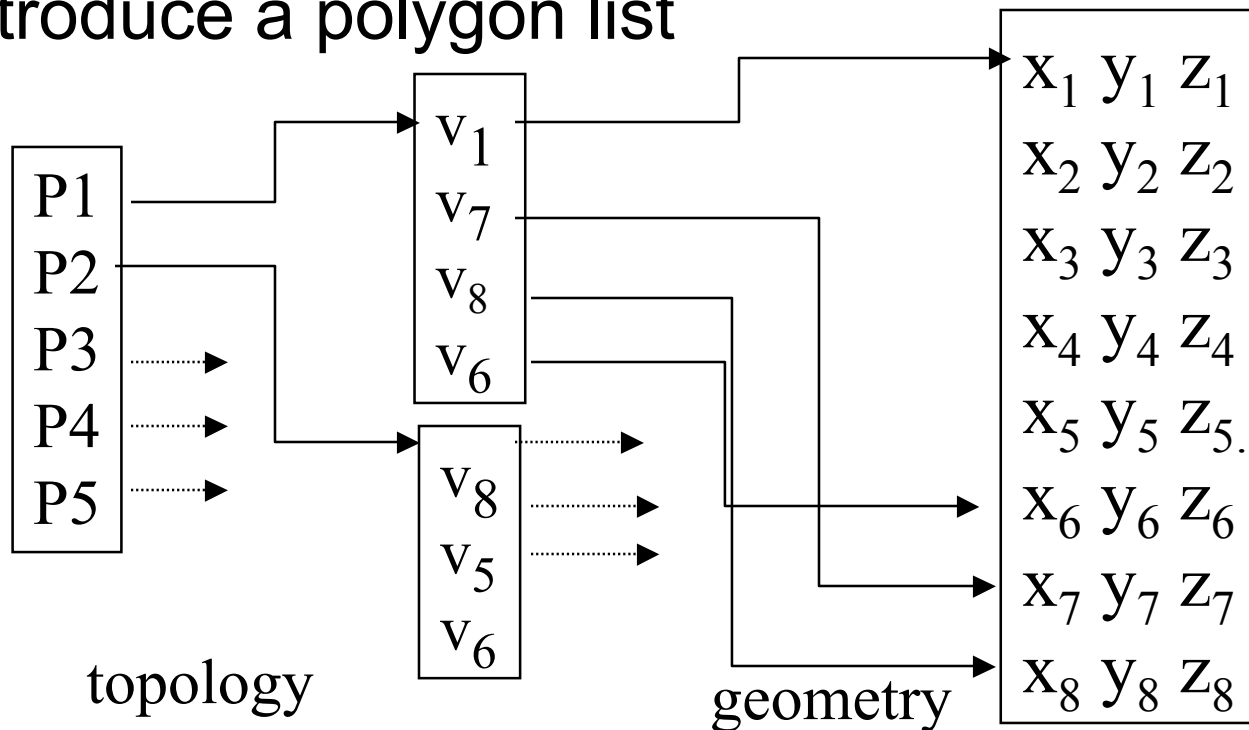 troduce a polygon list
P1
P2
P3
P4
P5
topology
v1
v7
v8
v6
v8
v5
v6
geometry
x1 y1 z1
x2 y2 z2
x3 y3 z3
x4 y4 z4
x5 y5 z5.
x6 y6 z6
x7 y7 z7
x8 y8 z8